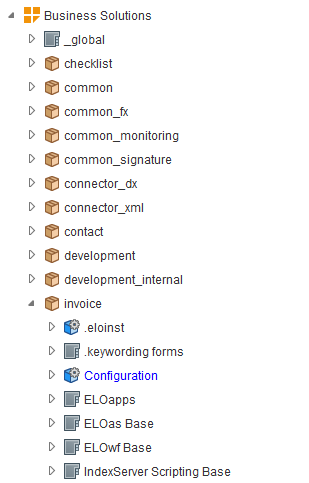 Business Solutions
_global
checklist
common
common_fx
common_monitoring
common_signature
connector_dx
connector_xml
contact
development
development_internal
invoice
.eloinst
.keywording forms
Configuration
ELOapps
ELOas Base
ELOwf Base
IndexServer Scripting Base